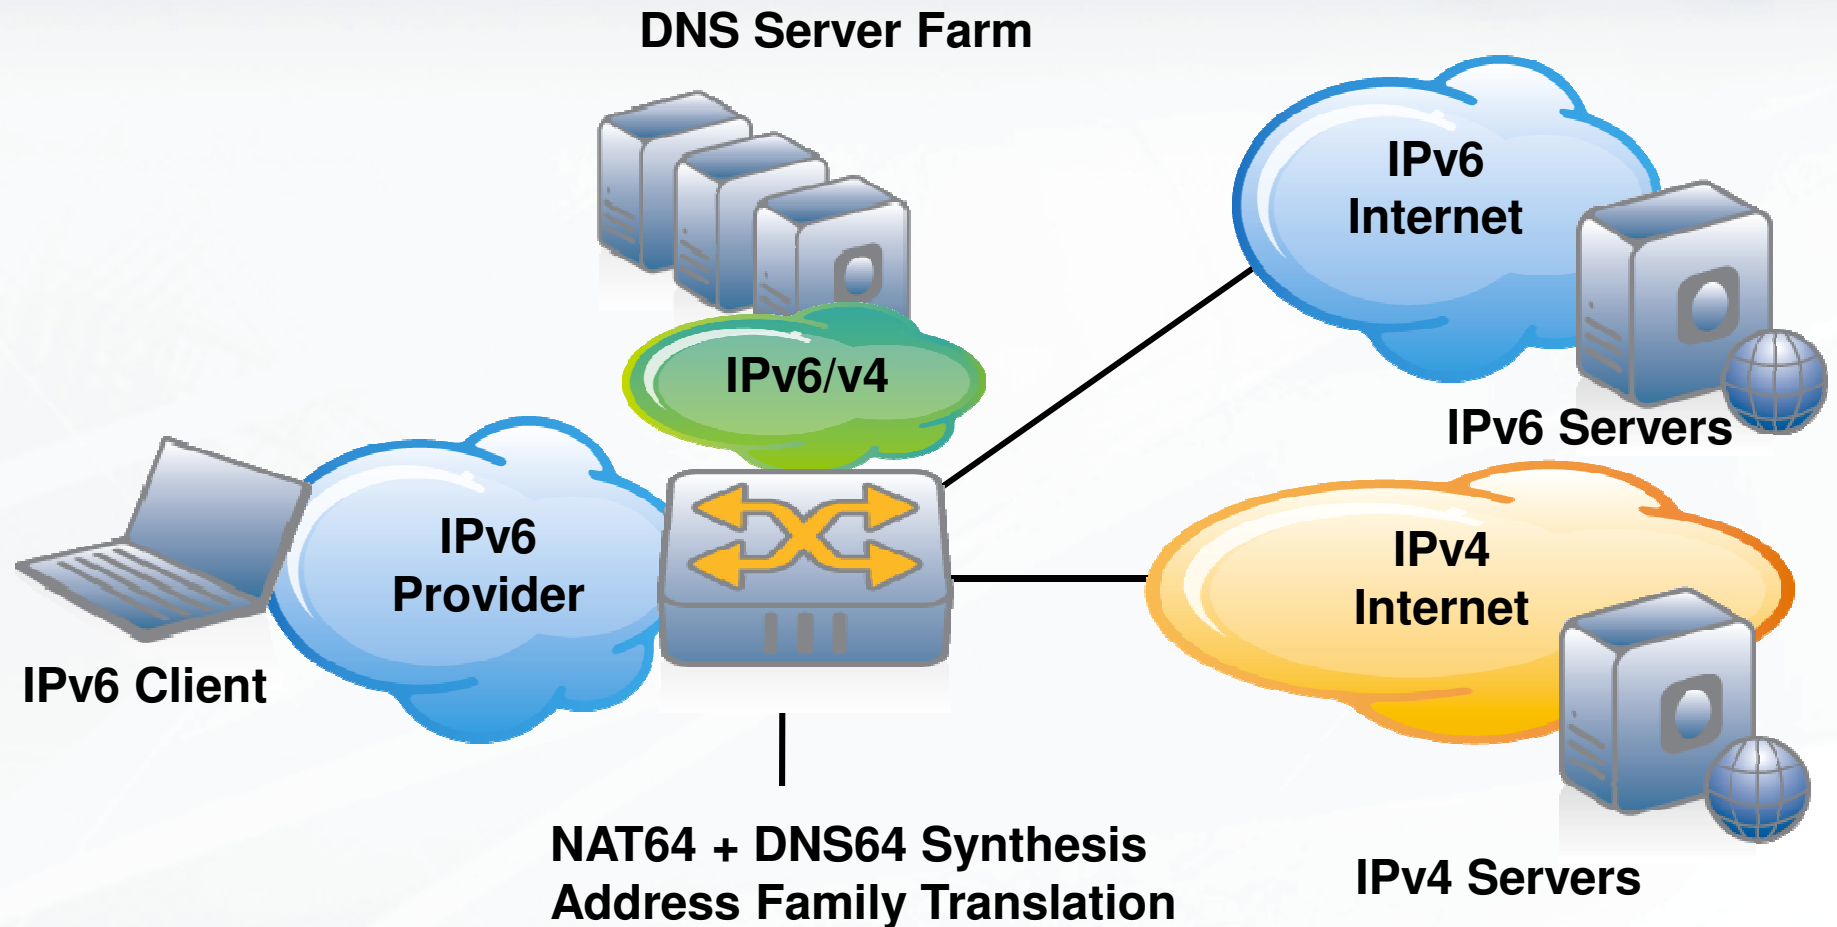 DNS Server Farm
IPv6
Internet
IPv6/v4
IPv6 Servers
IPv6
Provider
IPv4
Internet
IPv6 Client
NAT64 + DNS64 Synthesis
Address Family Translation
IPv4 Servers